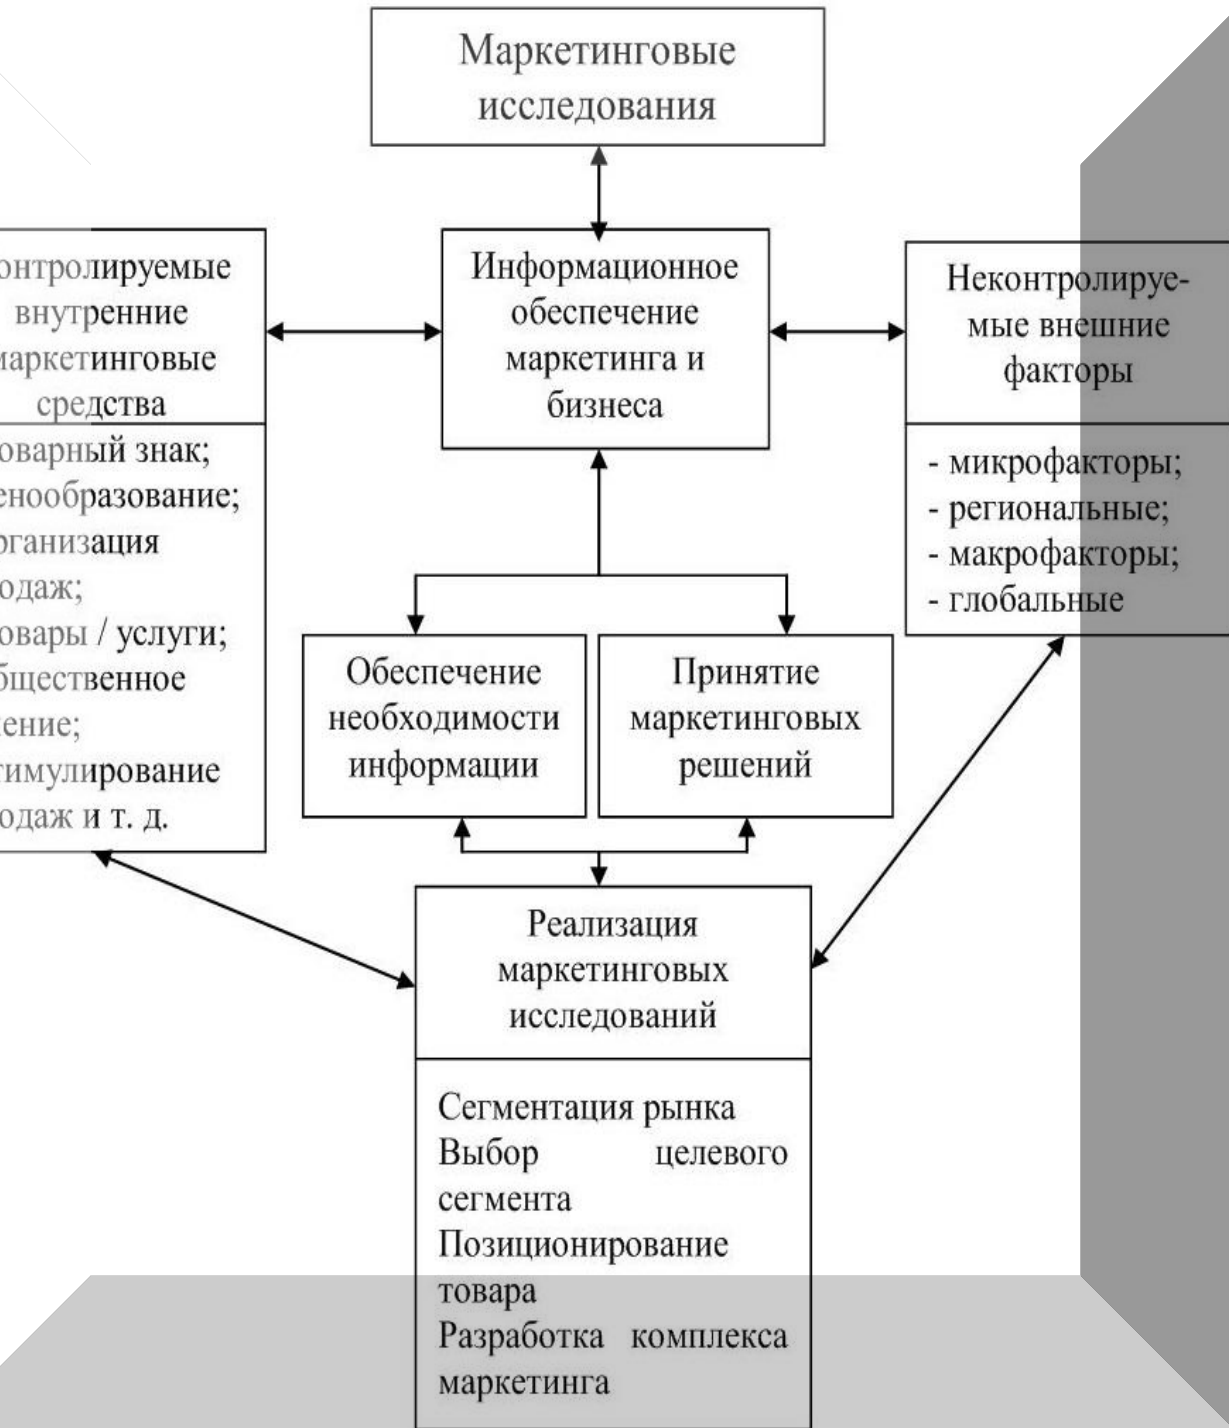 Маркетинговые
исследования
онтролируемые
внутренние
маркетинговые
средства
оварный знак;
енообразование;
рганизация
одаж;
овары / услуги;
бщественное
ение;
тимулирование
одаж и т. д.
Информационное
обеспечение
маркетинга и
бизнеса
Неконтролируе-
мые внешние
факторы
- микрофакторы;
- региональные;
- макрофакторы;
- глобальные
Обеспечение
необходимости
информации
Принятие
маркетинговых
решений
Реализация
маркетинговых
исследований
Сегментация рынка
Выбор целевого
сегмента
Позиционирование
товара
Разработка комплекса
маркетинга